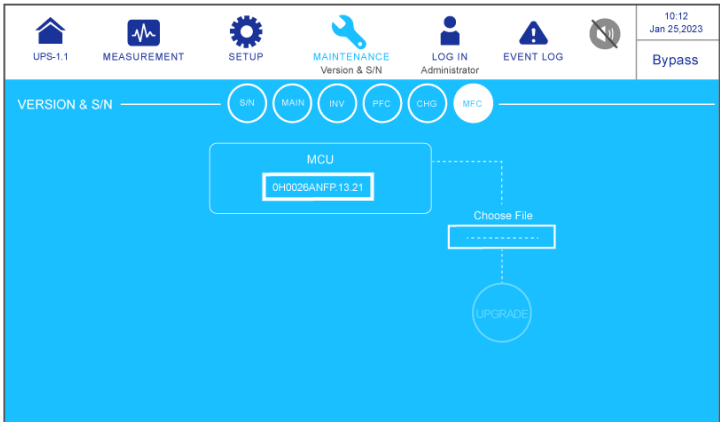 10:12
Jan 25,2023
UPS-1.1
MEASUREMENT
SETUP
MAINTENANCE
Version & S/N
LOG IN
Administrator
EVENT LOG
Bypass
VERSION & S/N
S/N
MAIN
INV
PFC
CHG
MFC
MCU
0H0026ANFP.13.21
Choose File
------------------
UPGRADE